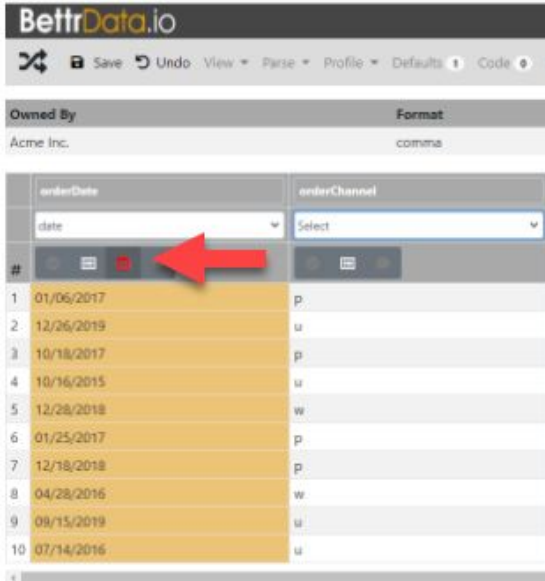 BettrData.io
Save Undo View Parse Profile Defaults 1 Code 0
Owned By Format
Acme Inc. comma
orderDate orderChannel
date Select
#
1 01/06/2017 p
2 12/26/2019 u
3 10/18/2017 p
4 10/16/2015 u
5 12/28/2018 w
6 01/25/2017 p
7 12/18/2018 p
8 04/28/2016 w
9 09/15/2019 u
10 07/14/2016 u